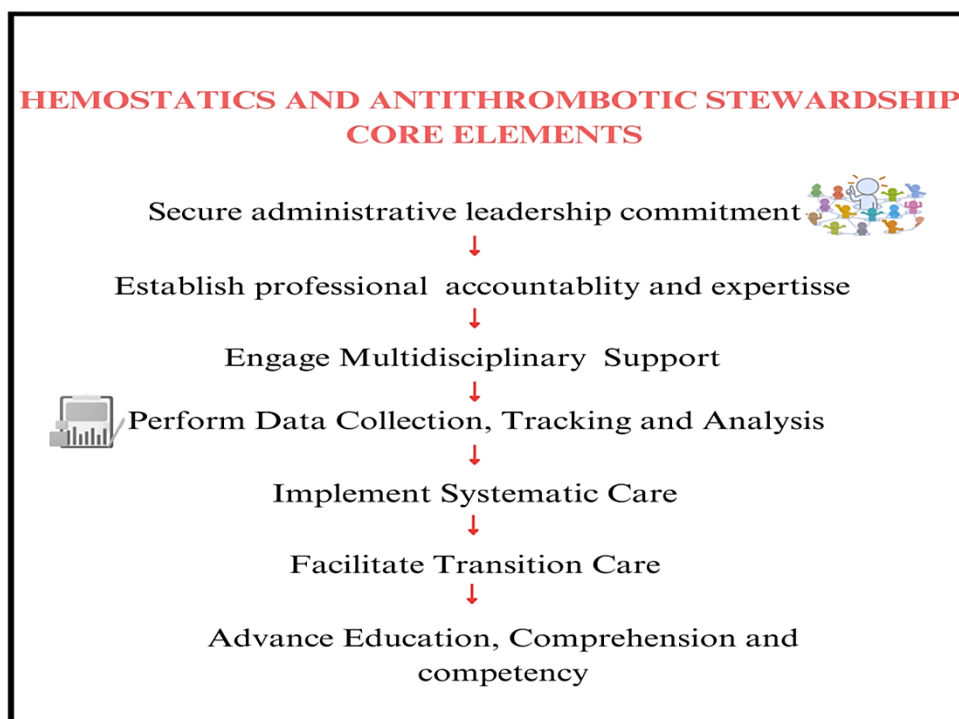 HEMOSTATICS AND ANTITHROMBOTIC STEWARDSHIP
CORE ELEMENTS
Secure administrative leadership commitment
Establish professional accountablity and expertisse
Engage Multidisciplinary Support
Perform Data Collection, Tracking and Analysis
Implement Systematic Care
Facilitate Transition Care
Advance Education, Comprehension and
competency